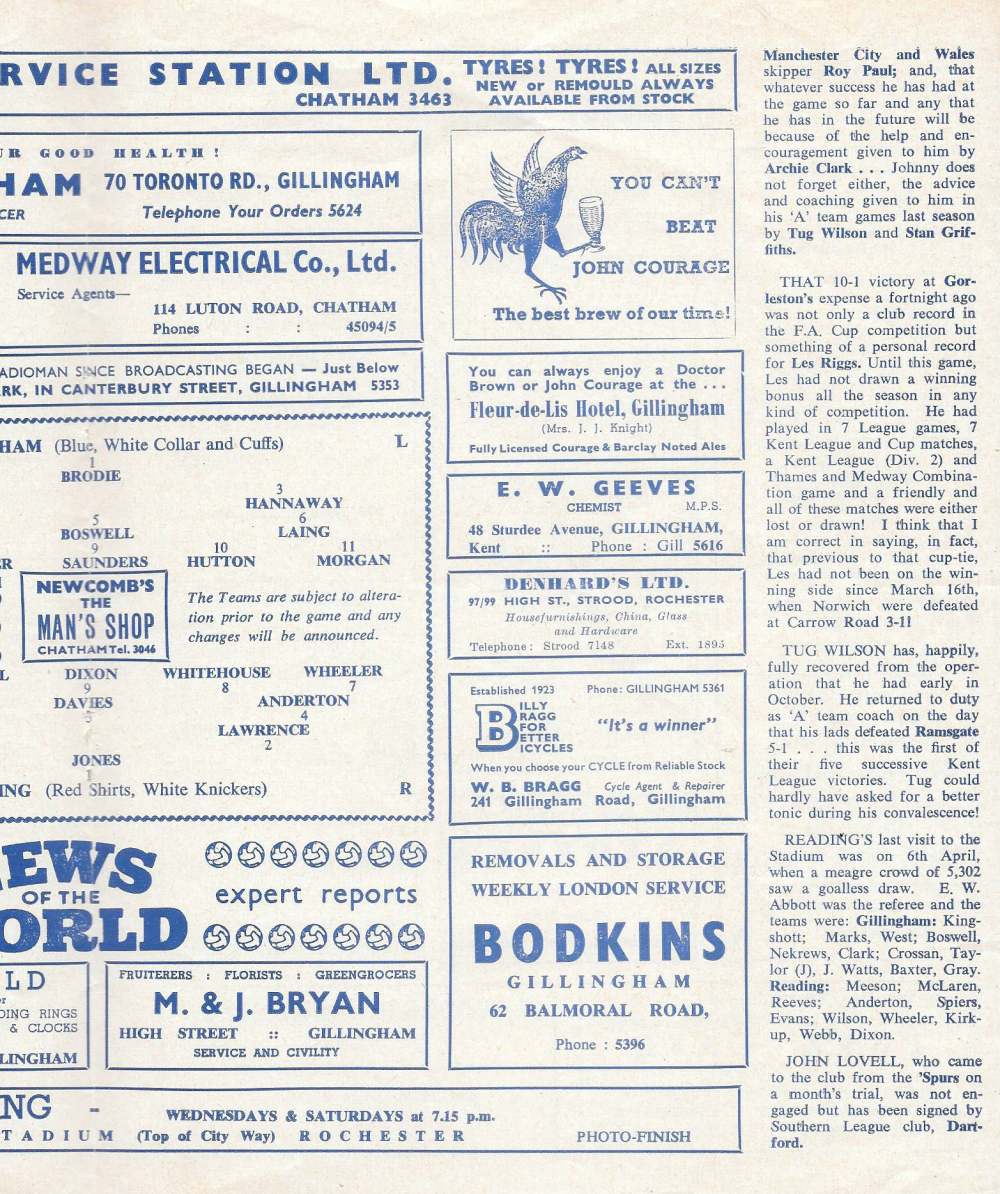 RVICE STATION LTD.
CHATHAM 3463
TYRES! TYRES! ALL SIZES
NEW or REMOULD ALWAYS
AVAILABLE FROM STOCK
UR GOOD HEALTH!
HAM 70 TORONTO RD., GILLINGHAM
CER Telephone Your Orders 5624
MEDWAY ELECTRICAL Co., Ltd.
Service Agents—
114 LUTON ROAD, CHATHAM
Phones : : 45094/5
ADIOMAN SINCE BROADCASTING BEGAN — Just Below
RK, IN CANTERBURY STREET, GILLINGHAM 5353
HAM (Blue, White Collar and Cuffs) L
1
BRODIE
3
HANNAWAY
5 6
BOSWELL LAING
9 10 11
R SAUNDERS HUTTON MORGAN
NEWCOMB'S
THE
MAN'S SHOP
CHATHAM Tel. 3046
The Teams are subject to altera-
tion prior to the game and any
changes will be announced.
L DIXON WHITEHOUSE WHEELER
9 8 7
DAVIES ANDERTON
5 4
LAWRENCE
2
JONES
1
ING (Red Shirts, White Knickers) R
EWS
OF THE
ORLD
expert reports
LD
or
DING RINGS
& CLOCKS
LINGHAM
FRUITERERS : FLORISTS : GREENGROCERS
M. & J. BRYAN
HIGH STREET :: GILLINGHAM
SERVICE AND CIVILITY
NG -
TADIUM
WEDNESDAYS & SATURDAYS at 7.15 p.m.
(Top of City Way) ROCHESTER PHOTO-FINISH
YOU CAN'T
BEAT
JOHN COURAGE
The best brew of our time!
You can always enjoy a Doctor
Brown or John Courage at the ...
Fleur-de-Lis Hotel, Gillingham
(Mrs. J. J. Knight)
Fully Licensed Courage & Barclay Noted Ales
E. W. GEEVES
CHEMIST M.P.S.
48 Sturdee Avenue, GILLINGHAM,
Kent :: Phone : Gill 5616
DENHARD'S LTD.
97/99 HIGH ST., STROOD, ROCHESTER
Housefurnishings, China, Glass
and Hardware
Telephone: Strood 7148 Ext. 1895
Established 1923 Phone: GILLINGHAM 5361
BILLY
BRAGG
FOR
BETTER
BICYCLES
"It's a winner"
When you choose your CYCLE from Reliable Stock
W. B. BRAGG Cycle Agent & Repairer
241 Gillingham Road, Gillingham
REMOVALS AND STORAGE
WEEKLY LONDON SERVICE
BODKINS
GILLINGHAM
62 BALMORAL ROAD,
Phone : 5396
Manchester City and Wales
skipper Roy Paul; and, that
whatever success he has had at
the game so far and any that
he has in the future will be
because of the help and en-
couragement given to him by
Archie Clark . . . Johnny does
not forget either, the advice
and coaching given to him in
his 'A' team games last season
by Tug Wilson and Stan Grif-
fiths.
THAT 10-1 victory at Gor-
leston's expense a fortnight ago
was not only a club record in
the F.A. Cup competition but
something of a personal record
for Les Riggs. Until this game,
Les had not drawn a winning
bonus all the season in any
kind of competition. He had
played in 7 League games, 7
Kent League and Cup matches,
a Kent League (Div. 2) and
Thames and Medway Combina-
tion game and a friendly and
all of these matches were either
lost or drawn! I think that I
am correct in saying, in fact,
that previous to that cup-tie,
Les had not been on the win-
ning side since March 16th,
when Norwich were defeated
at Carrow Road 3-1!
TUG WILSON has, happily,
fully recovered from the oper-
ation that he had early in
October. He returned to duty
as 'A' team coach on the day
that his lads defeated Ramsgate
5-1 . . . this was the first of
their five successive Kent
League victories. Tug could
hardly have asked for a better
tonic during his convalescence!
READING'S last visit to the
Stadium was on 6th April,
when a meagre crowd of 5,302
saw a goalless draw. E. W.
Abbott was the referee and the
teams were: Gillingham: King-
shott; Marks, West; Boswell,
Nekrews, Clark; Crossan, Tay-
lor (J), J. Watts, Baxter, Gray.
Reading: Meeson; McLaren,
Reeves; Anderton, Spiers,
Evans; Wilson, Wheeler, Kirk-
up, Webb, Dixon.
JOHN LOVELL, who came
to the club from the 'Spurs on
a month's trial, was not en-
gaged but has been signed by
Southern League club, Dart-
ford.